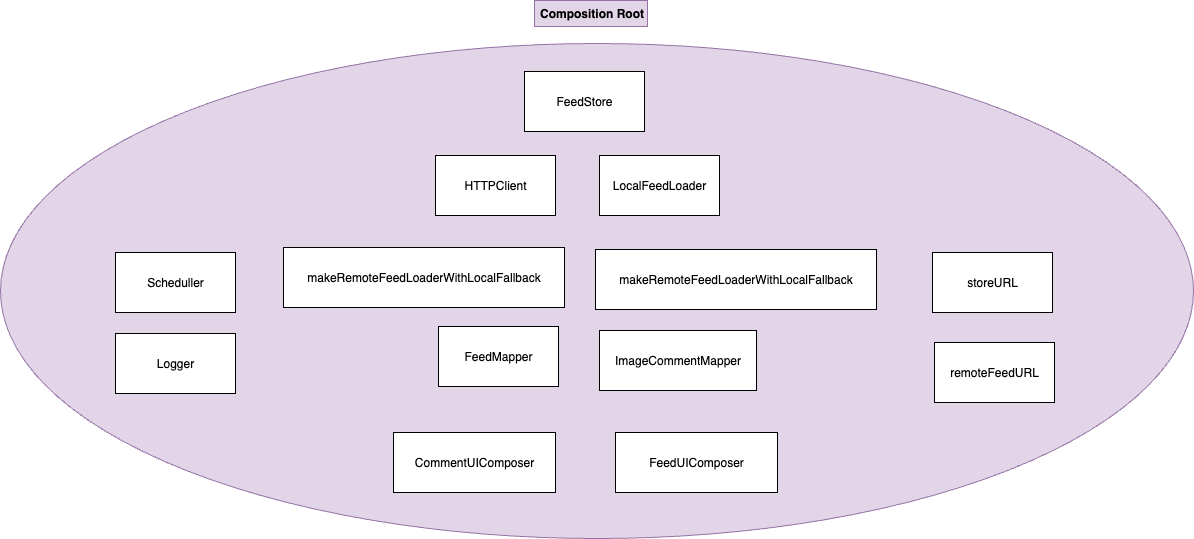 Composition Root
FeedStore
HTTPClient
LocalFeedLoader
Scheduller
makeRemoteFeedLoaderWithLocalFallback
makeRemoteFeedLoaderWithLocalFallback
storeURL
Logger
FeedMapper
ImageCommentMapper
remoteFeedURL
CommentUIComposer
FeedUIComposer